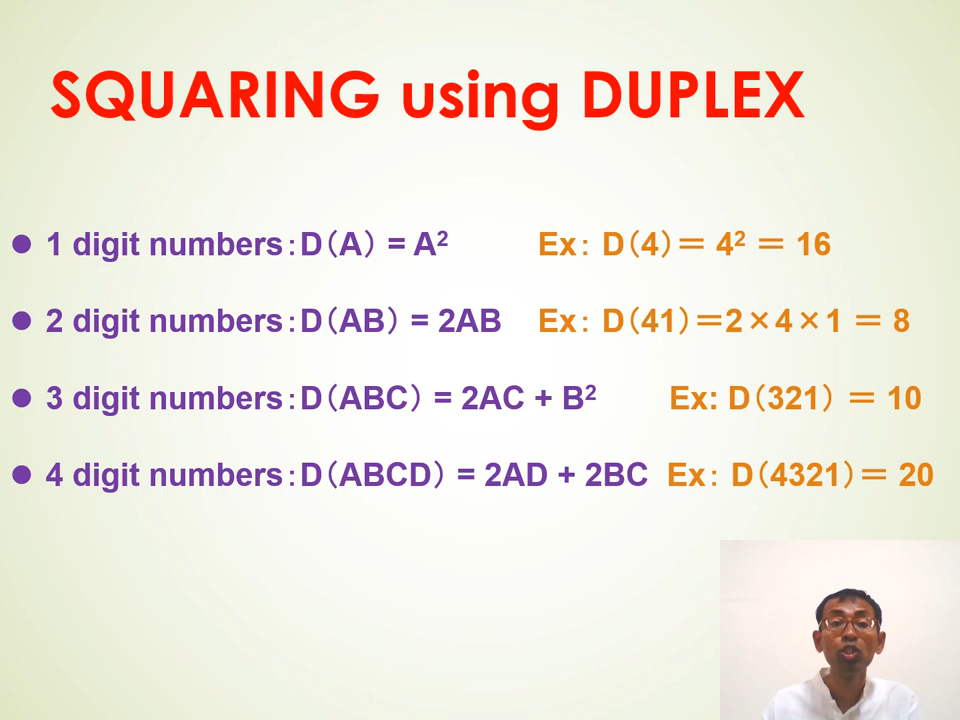 SQUARING using DUPLEX
● 1 digit numbers：D（A） = A² Ex： D（4）＝ 4² ＝ 16
● 2 digit numbers：D（AB） = 2AB Ex： D（41）＝2×4×1 ＝ 8
● 3 digit numbers：D（ABC） = 2AC + B² Ex: D（321） ＝ 10
● 4 digit numbers：D（ABCD） = 2AD + 2BC Ex： D（4321）＝ 20